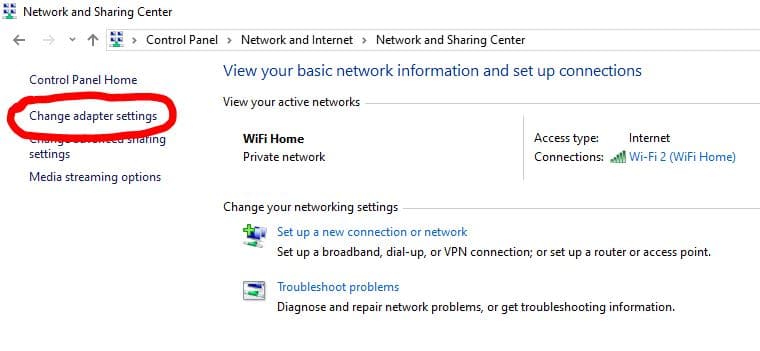 Network and Sharing Center
Control Panel > Network and Internet > Network and Sharing Center
Control Panel Home
Change adapter settings
Change advanced sharing
settings
Media streaming options
View your basic network information and set up connections
View your active networks
WiFi Home
Private network
Access type: Internet
Connections: Wi-Fi 2 (WiFi Home)
Change your networking settings
Set up a new connection or network
Set up a broadband, dial-up, or VPN connection; or set up a router or access point.
Troubleshoot problems
Diagnose and repair network problems, or get troubleshooting information.